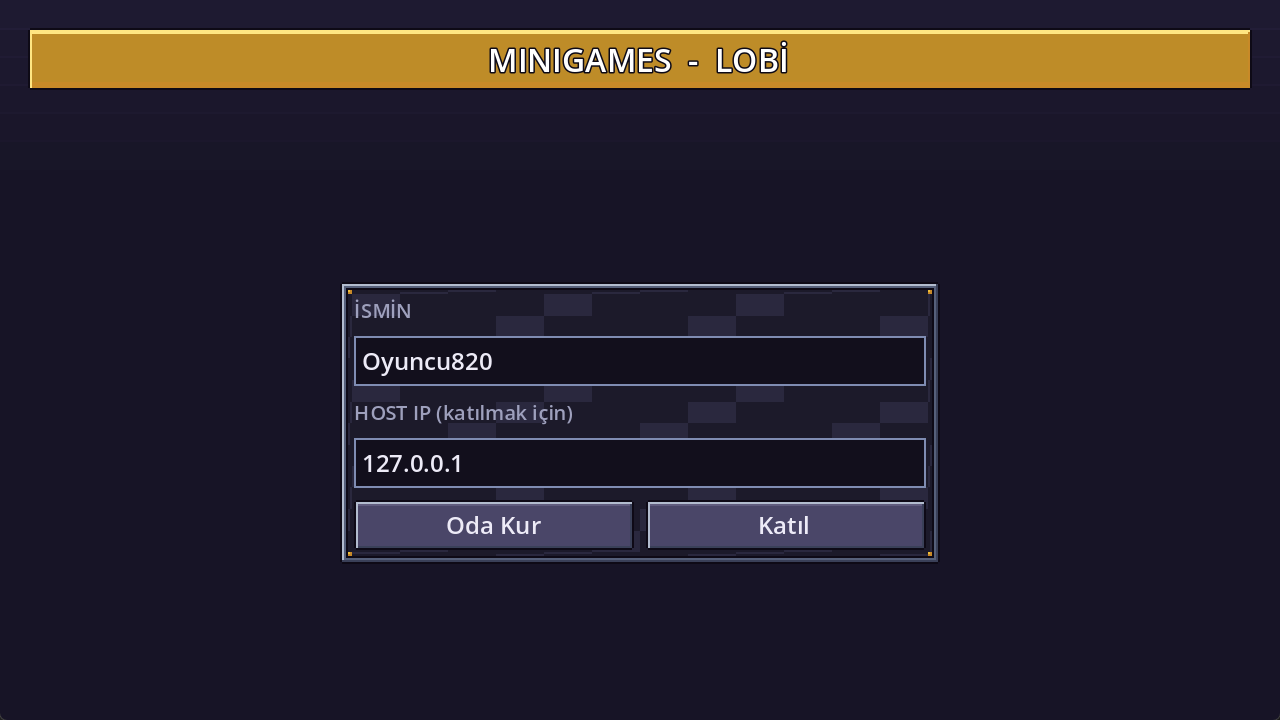 MINIGAMES - LOBİ
İSMİN
Oyuncu820
HOST IP (katılmak için)
127.0.0.1
Oda Kur
Katıl